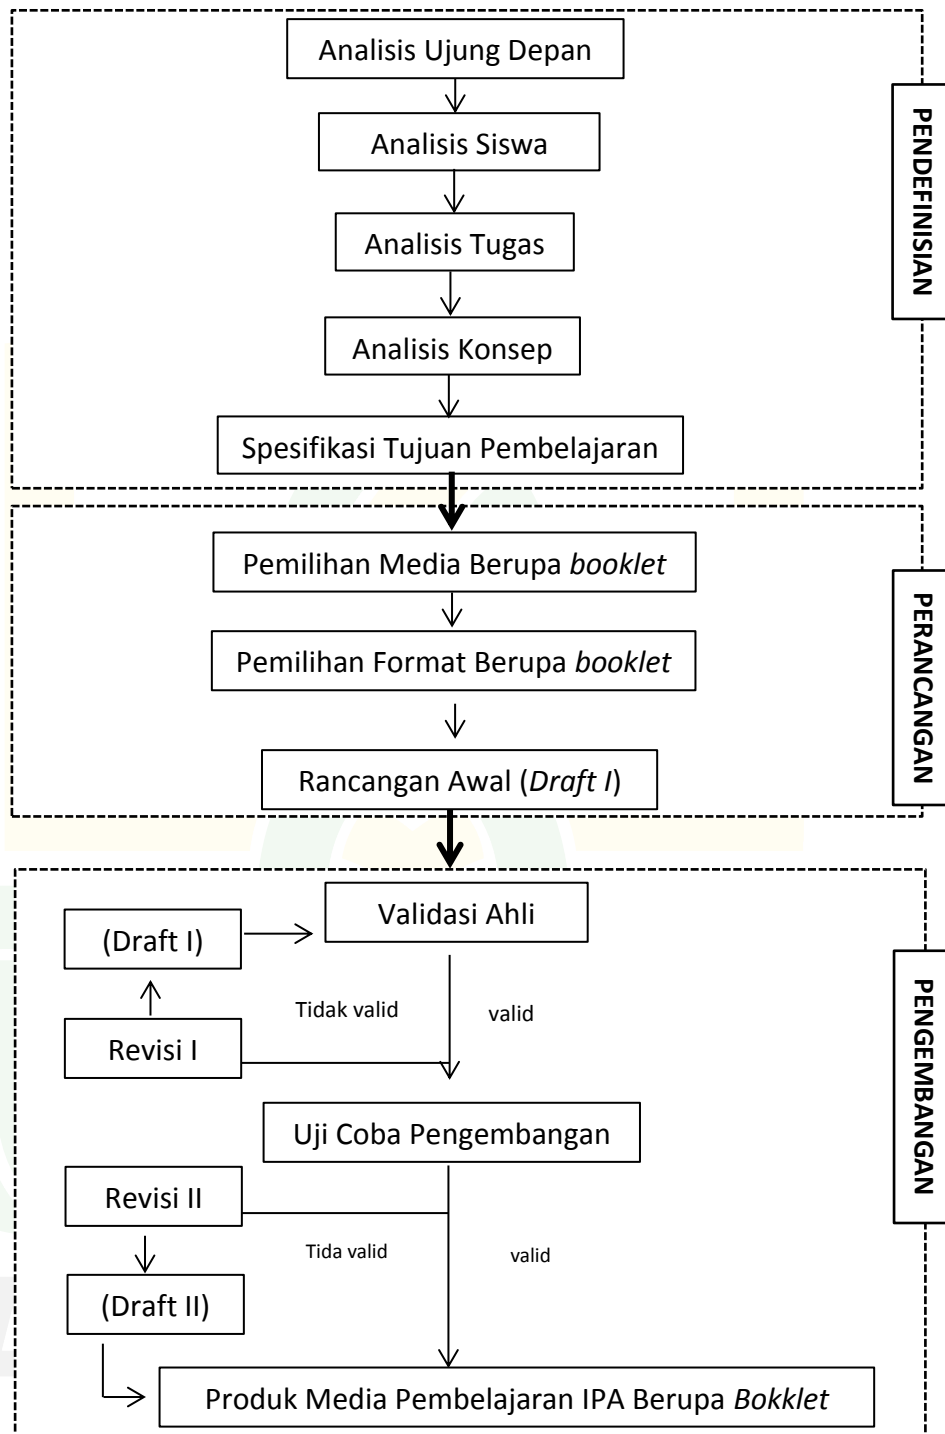 Analisis Ujung Depan
Analisis Siswa
Analisis Tugas
Analisis Konsep
Spesifikasi Tujuan Pembelajaran
PENDEFINISIAN
Pemilihan Media Berupa booklet
Pemilihan Format Berupa booklet
Rancangan Awal (Draft I)
PERANCANGAN
Validasi Ahli
(Draft I)
Tidak valid
valid
Revisi I
Uji Coba Pengembangan
Revisi II
Tida valid
valid
(Draft II)
Produk Media Pembelajaran IPA Berupa Bokklet
PENGEMBANGAN